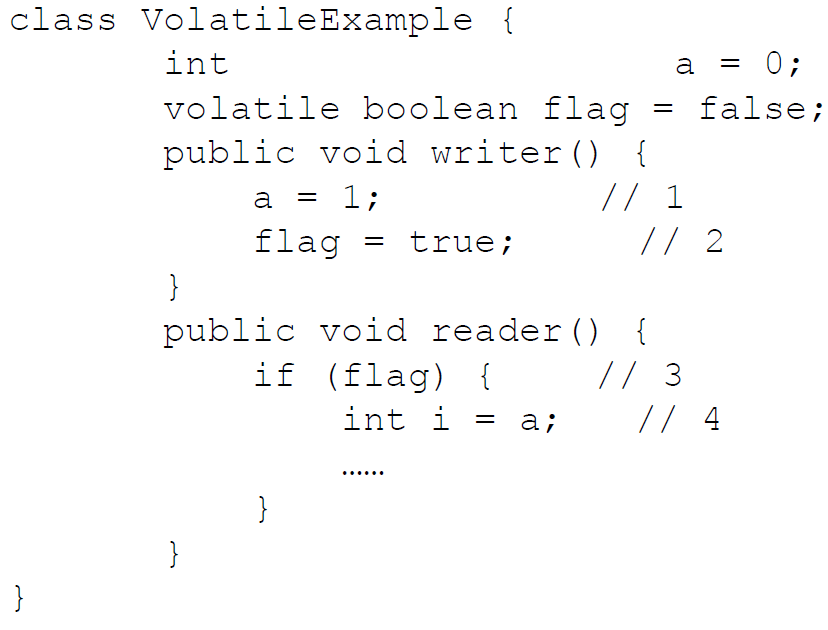 class VolatileExample {
int a = 0;
volatile boolean flag = false;
public void writer() {
a = 1; // 1
flag = true; // 2
}
public void reader() {
if (flag) { // 3
int i = a; // 4
……
}
}
}